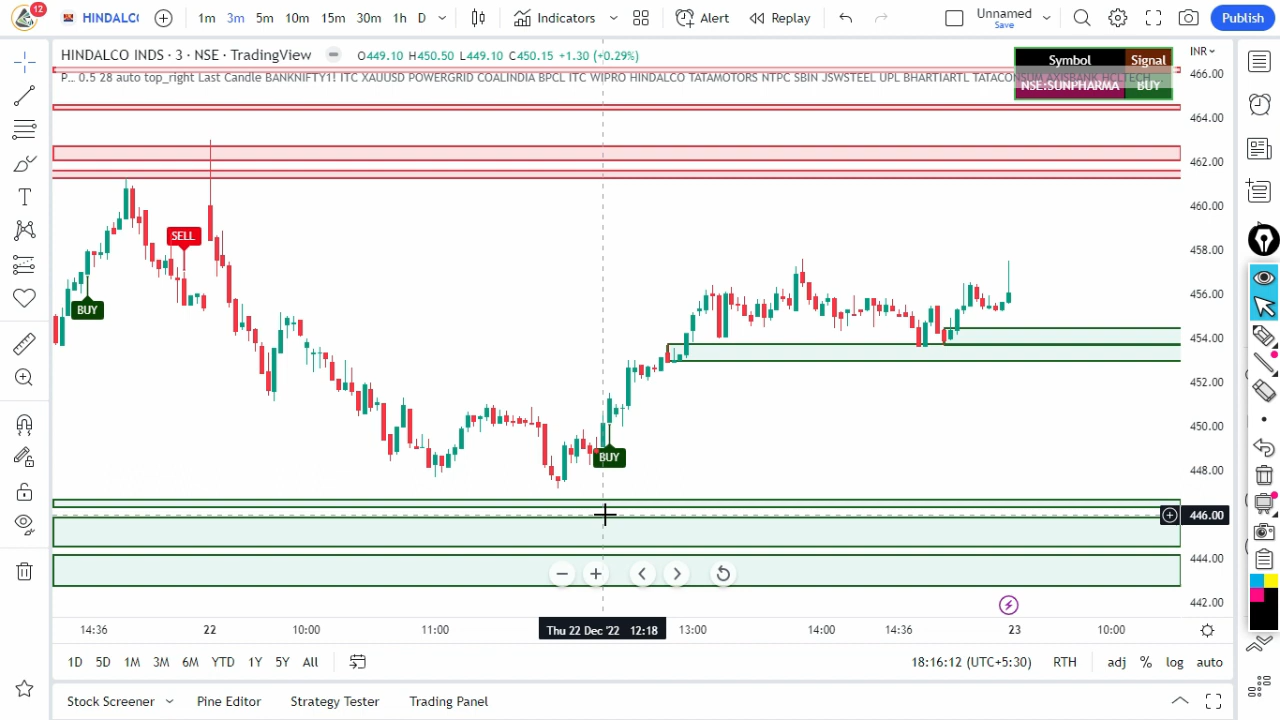 12
HINDALCO
1m 3m 5m 10m 15m 30m 1h D
Indicators
Alert
Replay
Unnamed
Save
Publish
HINDALCO INDS · 3 · NSE · TradingView
O449.10 H450.50 L449.10 C450.15 +1.30 (+0.29%)
P... 0.5 28 auto top_right Last Candle BANKNIFTY1! ITC XAUUSD POWERGRID COALINDIA BPCL ITC WIPRO HINDALCO TATAMOTORS NTPC SBIN JSWSTEEL UPL BHARTIARTL TATACONSUM AXISBANK HCLTECH
Symbol Signal
NSE:SUNPHARMA BUY
INR
466.00
464.00
462.00
460.00
458.00
456.00
454.00
452.00
450.00
448.00
446.00
444.00
442.00
SELL
BUY
BUY
14:36 22 10:00 11:00 Thu 22 Dec '22 12:18 13:00 14:00 14:36 23 10:00
1D 5D 1M 3M 6M YTD 1Y 5Y All
18:16:12 (UTC+5:30) RTH adj % log auto
Stock Screener Pine Editor Strategy Tester Trading Panel